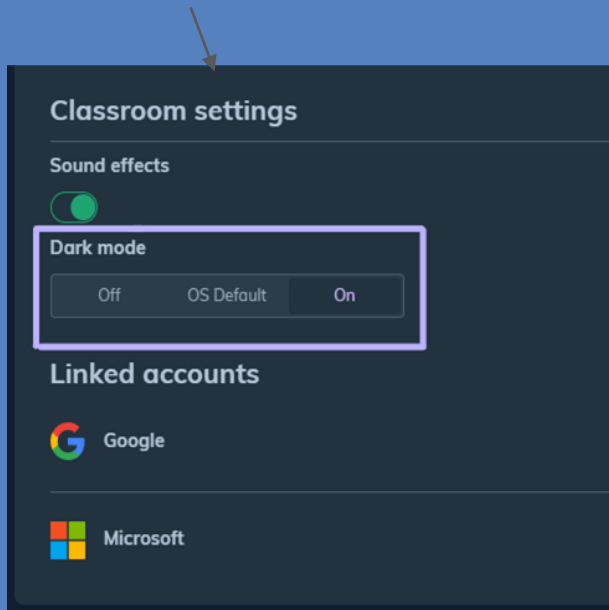 Classroom settings
Sound effects
Dark mode
Off OS Default On
Linked accounts
Google
Microsoft